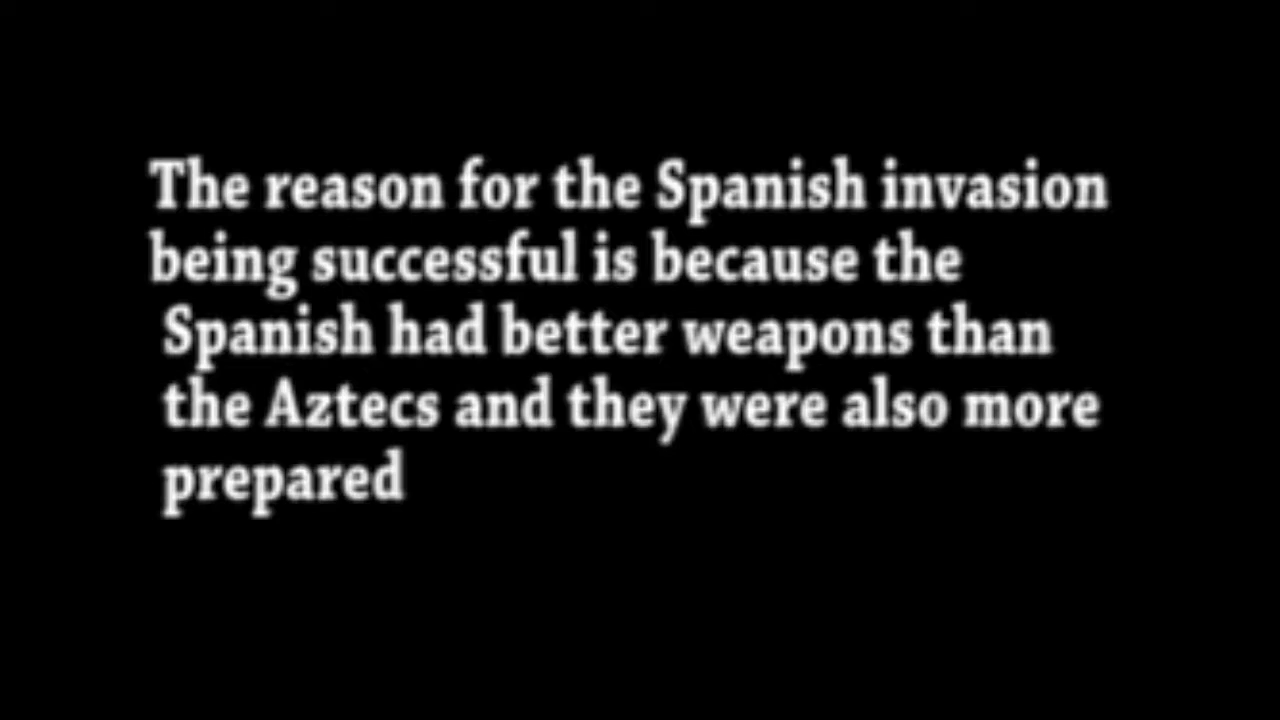 The reason for the Spanish invasion
being successful is because the
Spanish had better weapons than
the Aztecs and they were also more
prepared